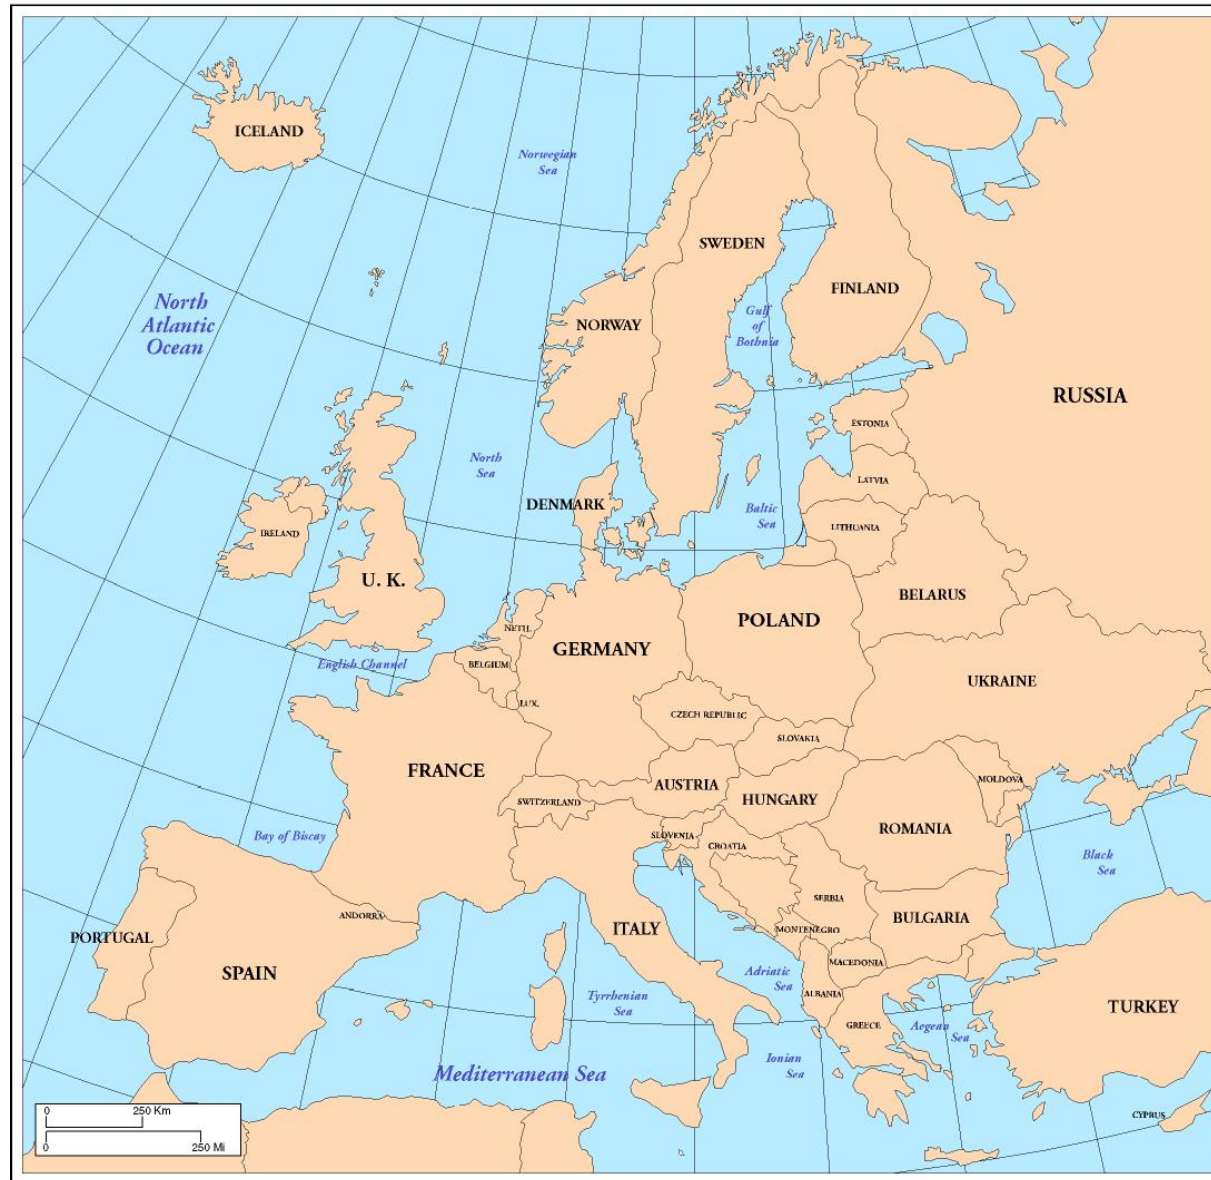 ICELAND
Norwegian
Sea
SWEDEN
FINLAND
North
Atlantic
Ocean
NORWAY
Gulf
of
Bothnia
RUSSIA
ESTONIA
North
Sea
LATVIA
DENMARK
Baltic
Sea
LITHUANIA
IRELAND
U. K.
BELARUS
POLAND
NETH.
GERMANY
English Channel
BELGIUM
UKRAINE
LUX.
CZECH REPUBLIC
SLOVAKIA
FRANCE
AUSTRIA
MOLDOVA
SWITZERLAND
HUNGARY
ROMANIA
Bay of Biscay
SLOVENIA
CROATIA
Black
Sea
SERBIA
ANDORRA
BULGARIA
ITALY
MONTENEGRO
PORTUGAL
MACEDONIA
SPAIN
Adriatic
Sea
ALBANIA
Tyrrhenian
Sea
TURKEY
GREECE
Aegean
Sea
Ionian
Sea
Mediterranean Sea
0 250 Km
0 250 Mi
CYPRUS